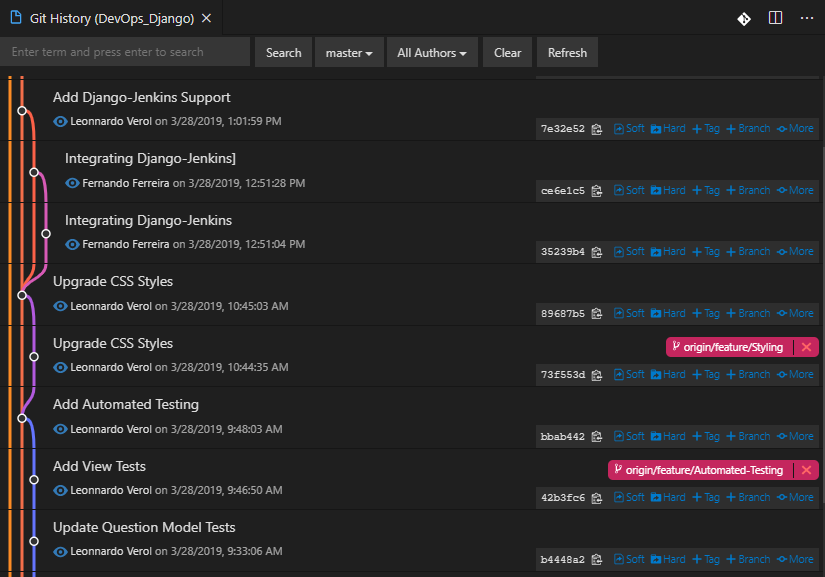 Git History (DevOps_Django)
Enter term and press enter to search Search master All Authors Clear Refresh
Add Django-Jenkins Support
Leonnardo Verol on 3/28/2019, 1:01:59 PM
7e32e52 Soft Hard + Tag + Branch More
Integrating Django-Jenkins]
Fernando Ferreira on 3/28/2019, 12:51:28 PM
ce6e1c5 Soft Hard + Tag + Branch More
Integrating Django-Jenkins
Fernando Ferreira on 3/28/2019, 12:51:04 PM
35239b4 Soft Hard + Tag + Branch More
Upgrade CSS Styles
Leonnardo Verol on 3/28/2019, 10:45:03 AM
89687b5 Soft Hard + Tag + Branch More
Upgrade CSS Styles
origin/feature/Styling
Leonnardo Verol on 3/28/2019, 10:44:35 AM
73f553d Soft Hard + Tag + Branch More
Add Automated Testing
Leonnardo Verol on 3/28/2019, 9:48:03 AM
bbab442 Soft Hard + Tag + Branch More
Add View Tests
origin/feature/Automated-Testing
Leonnardo Verol on 3/28/2019, 9:46:50 AM
42b3fc6 Soft Hard + Tag + Branch More
Update Question Model Tests
Leonnardo Verol on 3/28/2019, 9:33:06 AM
b4448a2 Soft Hard + Tag + Branch More